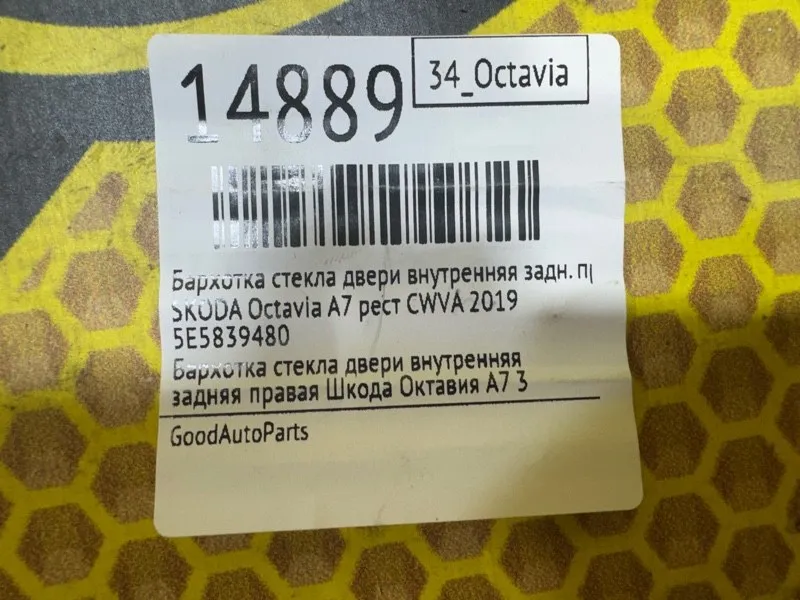 14889
34_Octavia
Бархотка стекла двери внутренняя задн. п
SKODA Octavia A7 рест CWVA 2019
5E5839480
Бархотка стекла двери внутренняя
задняя правая Шкода Октавия А7 3
GoodAutoParts